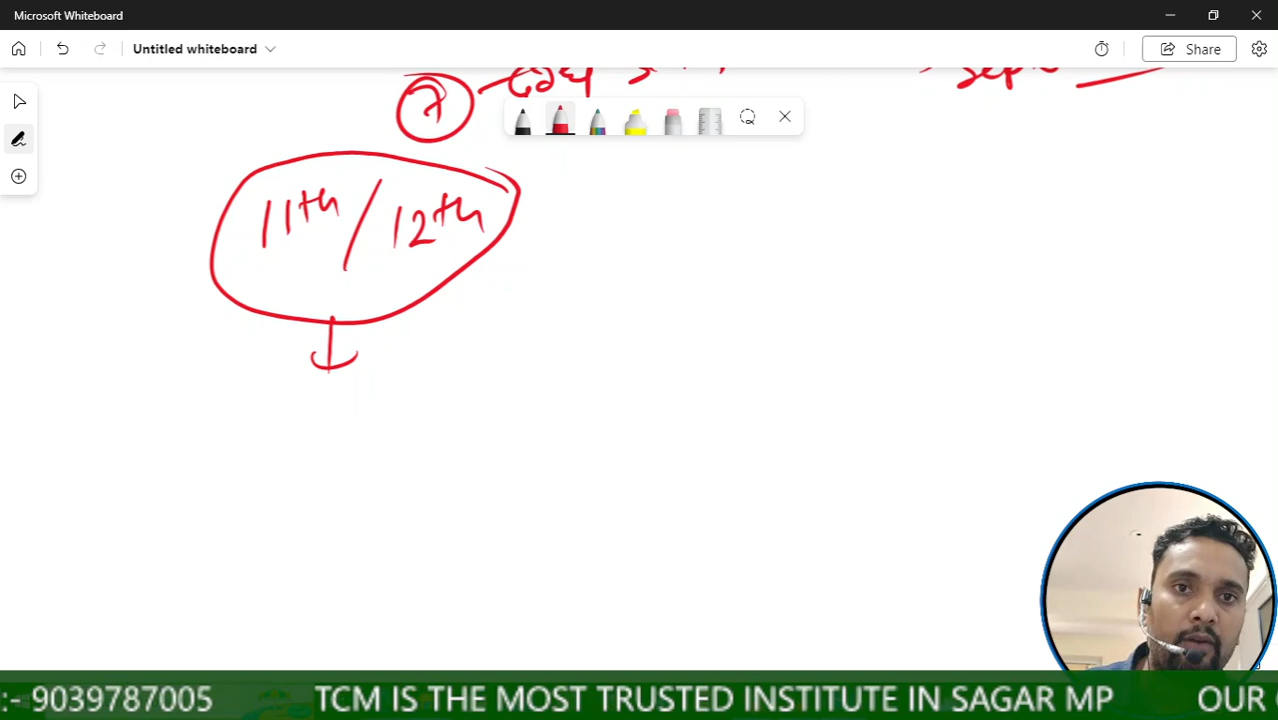 Microsoft Whiteboard
Untitled whiteboard
Share
7
11th / 12th
:- 9039787005 TCM IS THE MOST TRUSTED INSTITUTE IN SAGAR MP OUR